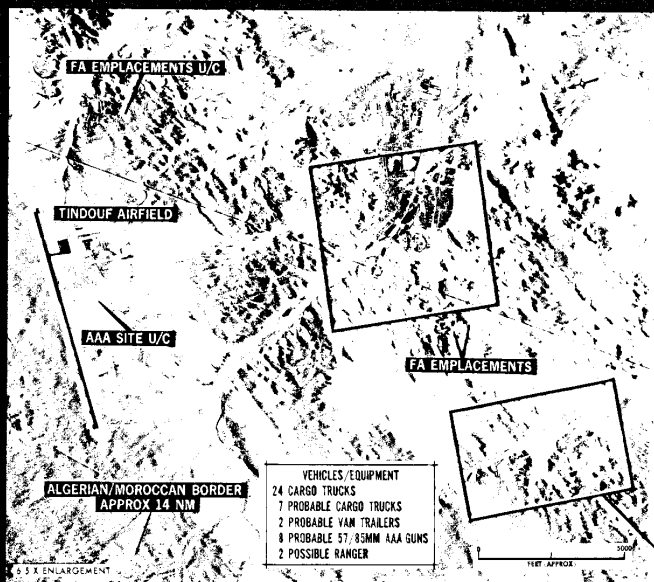 FA EMPLACEMENTS U/C
TINDOUF AIRFIELD
AAA SITE U/C
FA EMPLACEMENTS
ALGERIAN/MOROCCAN BORDER
APPROX 14 NM
VEHICLES/EQUIPMENT
24 CARGO TRUCKS
7 PROBABLE CARGO TRUCKS
2 PROBABLE VAN TRAILERS
8 PROBABLE 57/85MM AAA GUNS
2 POSSIBLE RANGER
5000
FEET (APPROX)
6.5 X ENLARGEMENT